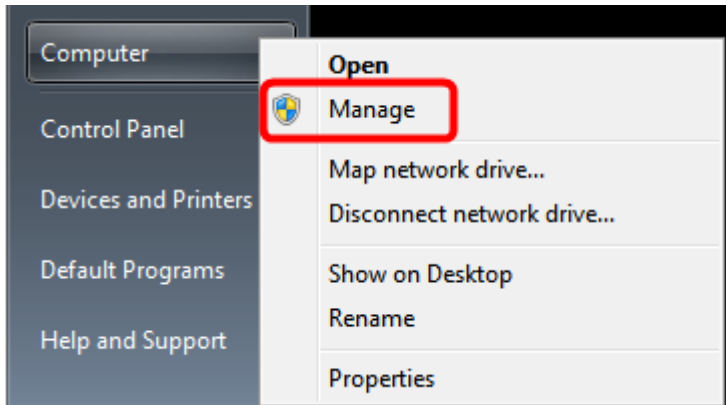 Computer
Control Panel
Devices and Printers
Default Programs
Help and Support
Open
Manage
Map network drive...
Disconnect network drive...
Show on Desktop
Rename
Properties